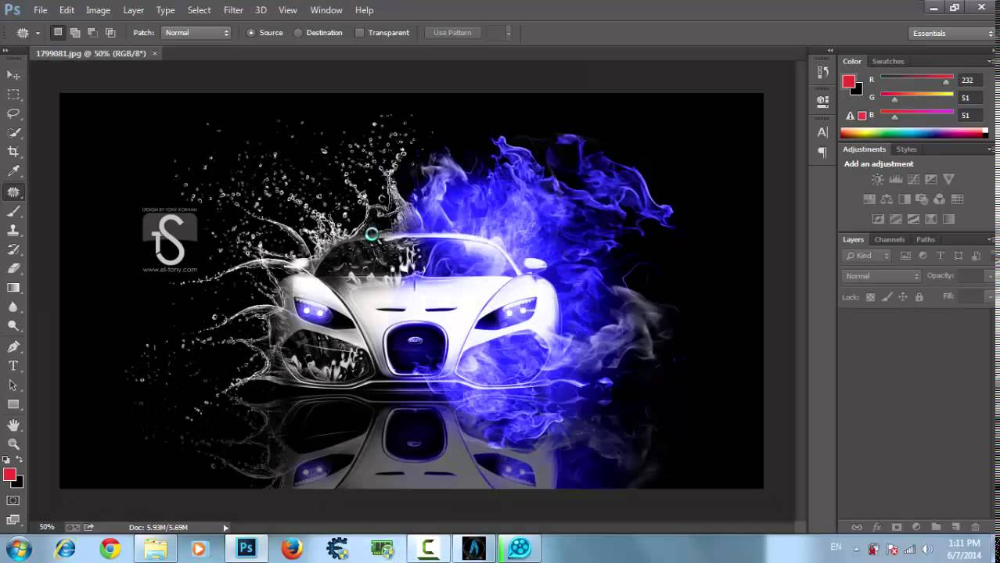 Ps File Edit Image Layer Type Select Filter 3D View Window Help
Patch: Normal Source Destination Transparent Use Pattern Essentials
1799081.jpg @ 50% (RGB/8*) ×
Color Swatches
R 232
G 51
B 51
Adjustments Styles
Add an adjustment
Layers Channels Paths
Kind
Normal Opacity:
Lock: Fill:
DESIGN BY TONY KOKHAN
TS
www.el-tony.com
50% Doc: 5.93M/5.69M
Ps EN 1:11 PM
6/7/2014